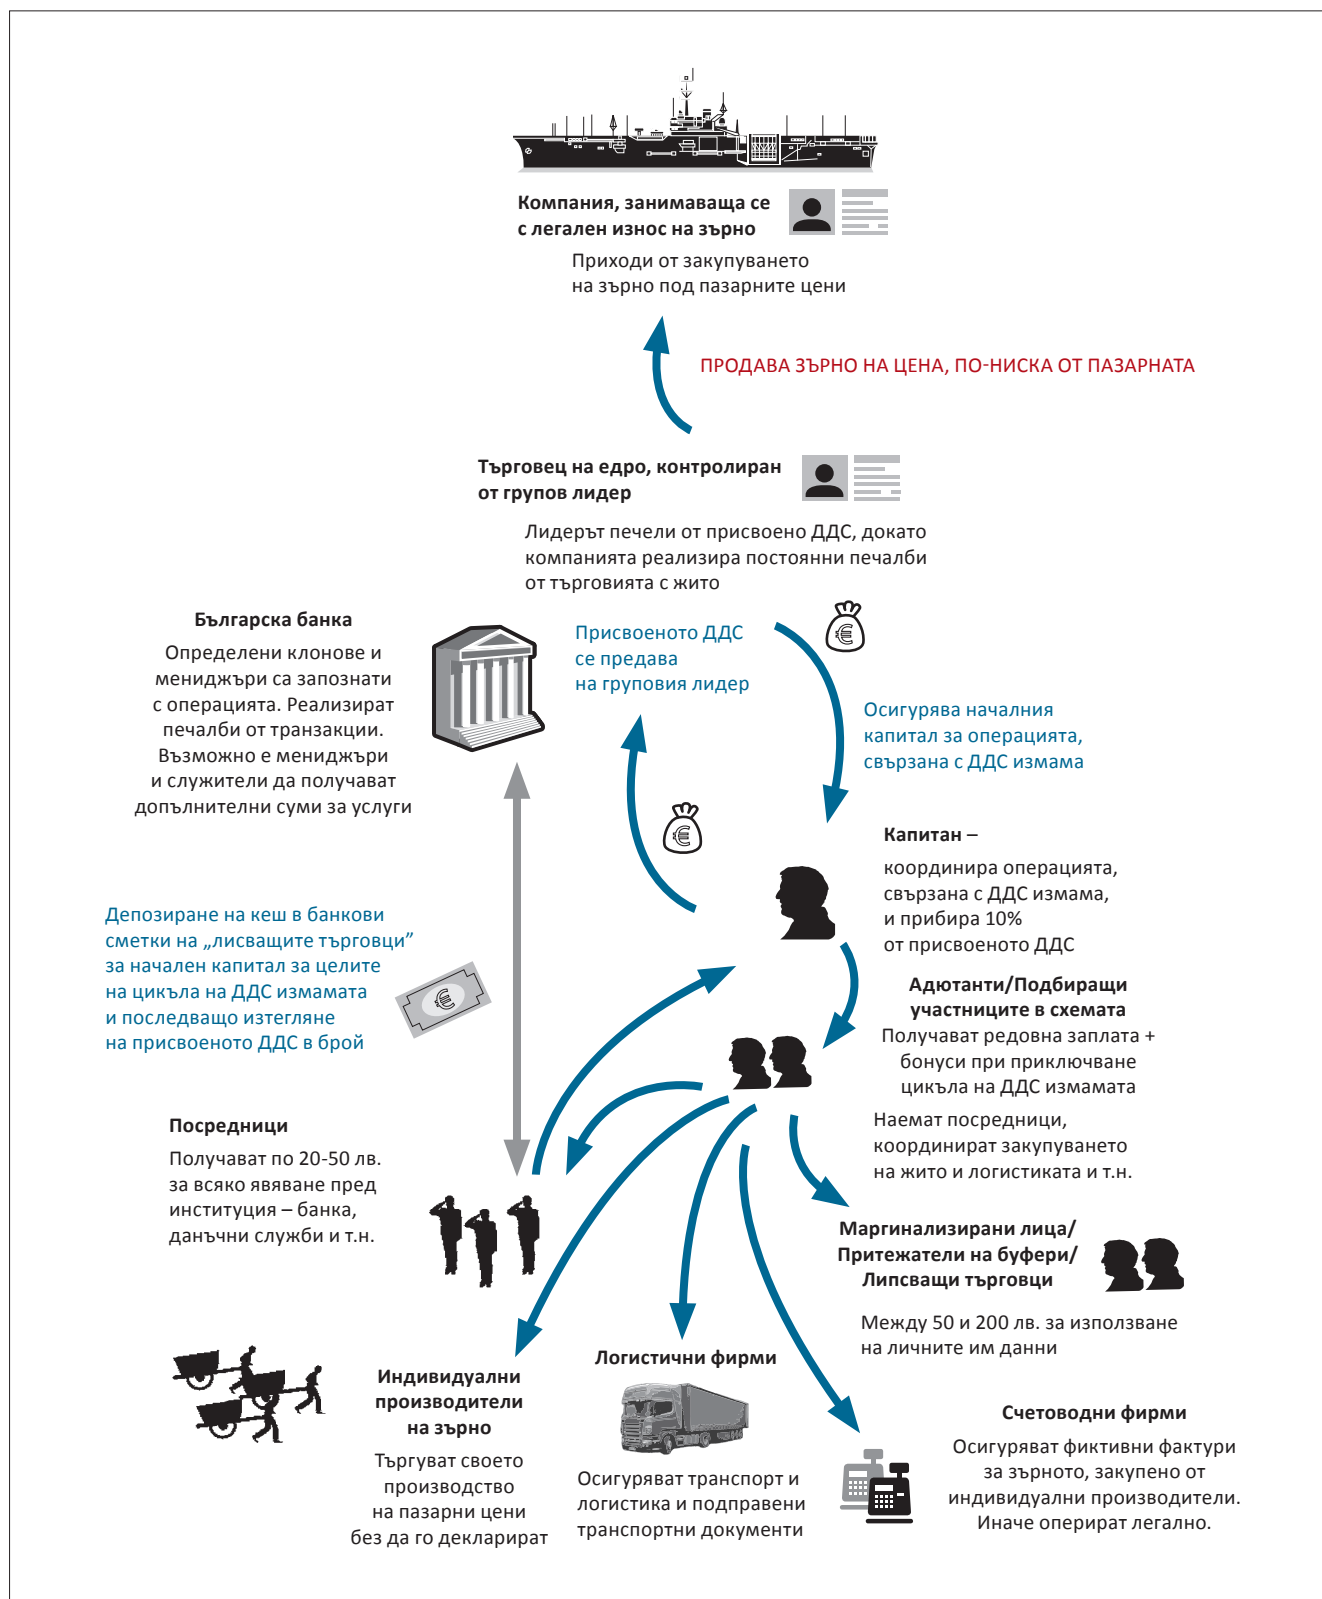 Компания, занимаваща се
с легален износ на зърно
Приходи от закупуването
на зърно под пазарните цени
ПРОДАВА ЗЪРНО НА ЦЕНА, ПО-НИСКА ОТ ПАЗАРНАТА
Търговец на едро, контролиран
от групов лидер
Лидерът печели от присвоено ДДС, докато
компанията реализира постоянни печалби
от търговията с жито
Българска банка
Определени клонове и
мениджъри са запознати
с операцията. Реализират
печалби от транзакции.
Възможно е мениджъри
и служители да получават
допълнителни суми за услуги
Присвоеното ДДС
се предава
на груповия лидер
€
Осигурява началния
капитал за операцията,
свързана с ДДС измама
€
Капитан –
координира операцията,
свързана с ДДС измама,
и прибира 10%
от присвоеното ДДС
Депозиране на кеш в банкови
сметки на „лисващите търговци”
за начален капитал за целите
на цикъла на ДДС измамата
и последващо изтегляне
на присвоеното ДДС в брой
€
Адютанти/Подбиращи
участниците в схемата
Получават редовна заплата +
бонуси при приключване
цикъла на ДДС измамата
Наемат посредници,
координират закупуването
на жито и логистиката и т.н.
Посредници
Получават по 20-50 лв.
за всяко явяване пред
институция – банка,
данъчни служби и т.н.
Маргинализирани лица/
Притежатели на буфери/
Липсващи търговци
Между 50 и 200 лв. за използване
на личните им данни
Индивидуални
производители
на зърно
Търгуват своето
производство
на пазарни цени
без да го декларират
Логистични фирми
Осигуряват транспорт и
логистика и подправени
транспортни документи
Счетоводни фирми
Осигуряват фиктивни фактури
за зърното, закупено от
индивидуални производители.
Иначе оперират легално.